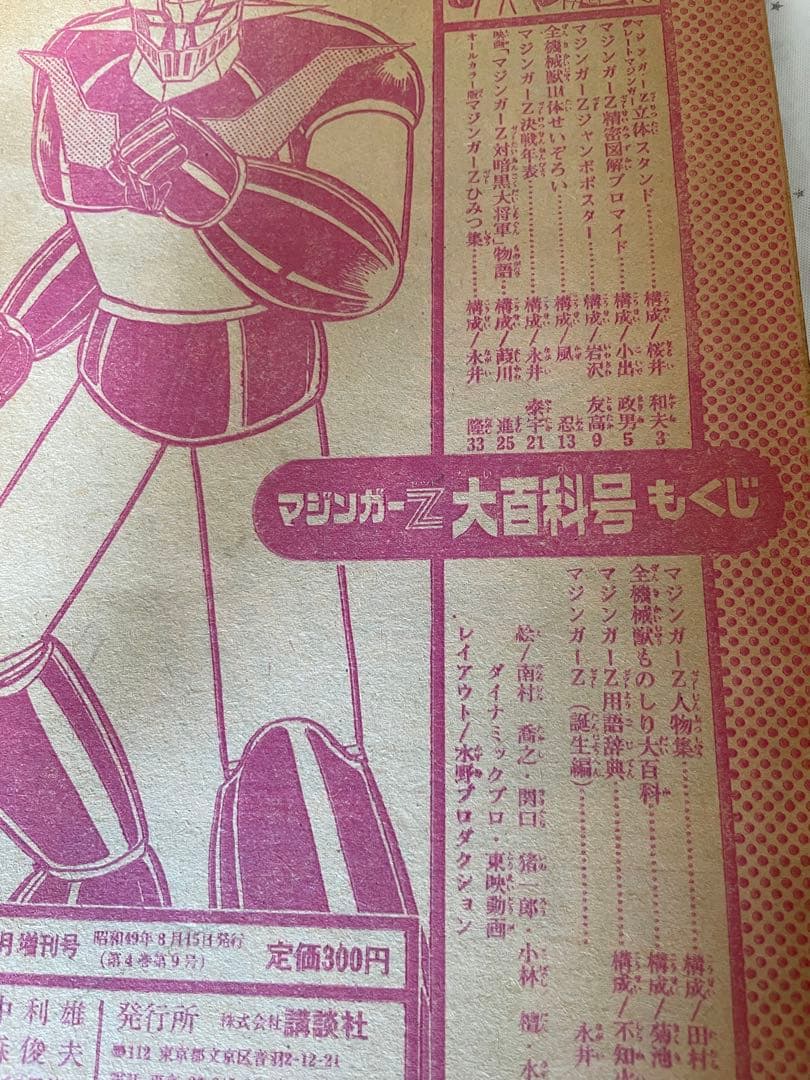 マジンガーZ立体スタンド……構成/桜井 和夫 3
グレートマジンガー
マジンガーZ精密図解ブロマイド……構成/小出 政男 5
マジンガーZジャンボポスター……構成/岩沢 友高 9
全機械獣111体せいぞろい……構成/風 忍 13
マジンガーZ決戦年表……構成/永井 泰宇 21
映画「マジンガーZ対暗黒大将軍」物語……構成/蛭川 進 25
オールカラー版マジンガーZひみつ集……構成/永井 隆 33
マジンガーZ大百科号もくじ
マジンガーZ人物集……構成/田村
全機械獣ものしり大百科……構成/菊池
マジンガーZ用語辞典……構成/不知火
マジンガーZ(誕生編)……永井
絵/南村 喬之・関口 猪一郎・小林 檀・水
ダイナミックプロ・東映動画
レイアウト/水野プロダクション
月増刊号
昭和49年8月15日発行
(第4巻第9号)
定価300円
中利雄
俊夫
発行所 株式会社 講談社
112 東京都文京区音羽2-12-21